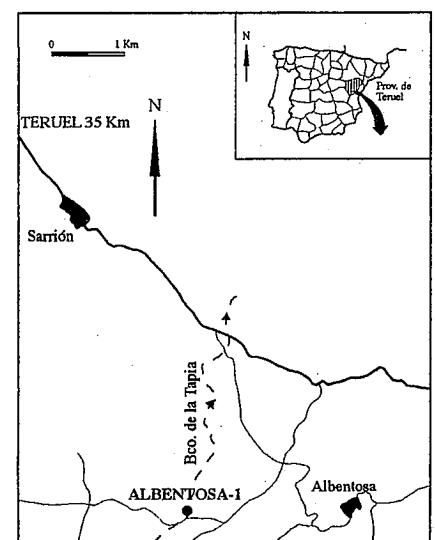 0 1 Km
N
Prov. de
Teruel
N
TERUEL 35 Km
Sarrión
Bco. de la Tapia
ALBENTOSA-1
Albentosa